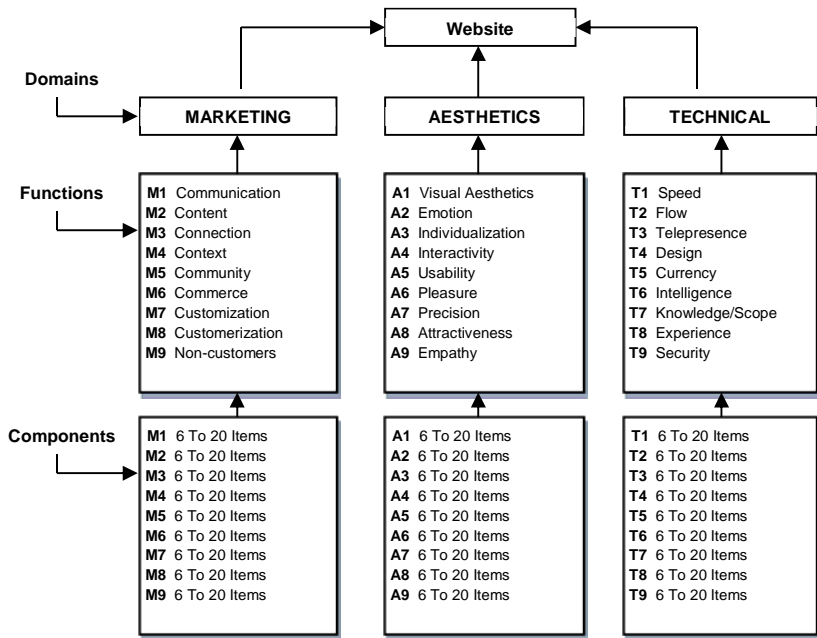 Website
Domains
MARKETING
AESTHETICS
TECHNICAL
Functions
M1 Communication
M2 Content
M3 Connection
M4 Context
M5 Community
M6 Commerce
M7 Customization
M8 Customerization
M9 Non-customers
A1 Visual Aesthetics
A2 Emotion
A3 Individualization
A4 Interactivity
A5 Usability
A6 Pleasure
A7 Precision
A8 Attractiveness
A9 Empathy
T1 Speed
T2 Flow
T3 Telepresence
T4 Design
T5 Currency
T6 Intelligence
T7 Knowledge/Scope
T8 Experience
T9 Security
Components
M1 6 To 20 Items
M2 6 To 20 Items
M3 6 To 20 Items
M4 6 To 20 Items
M5 6 To 20 Items
M6 6 To 20 Items
M7 6 To 20 Items
M8 6 To 20 Items
M9 6 To 20 Items
A1 6 To 20 Items
A2 6 To 20 Items
A3 6 To 20 Items
A4 6 To 20 Items
A5 6 To 20 Items
A6 6 To 20 Items
A7 6 To 20 Items
A8 6 To 20 Items
A9 6 To 20 Items
T1 6 To 20 Items
T2 6 To 20 Items
T3 6 To 20 Items
T4 6 To 20 Items
T5 6 To 20 Items
T6 6 To 20 Items
T7 6 To 20 Items
T8 6 To 20 Items
T9 6 To 20 Items